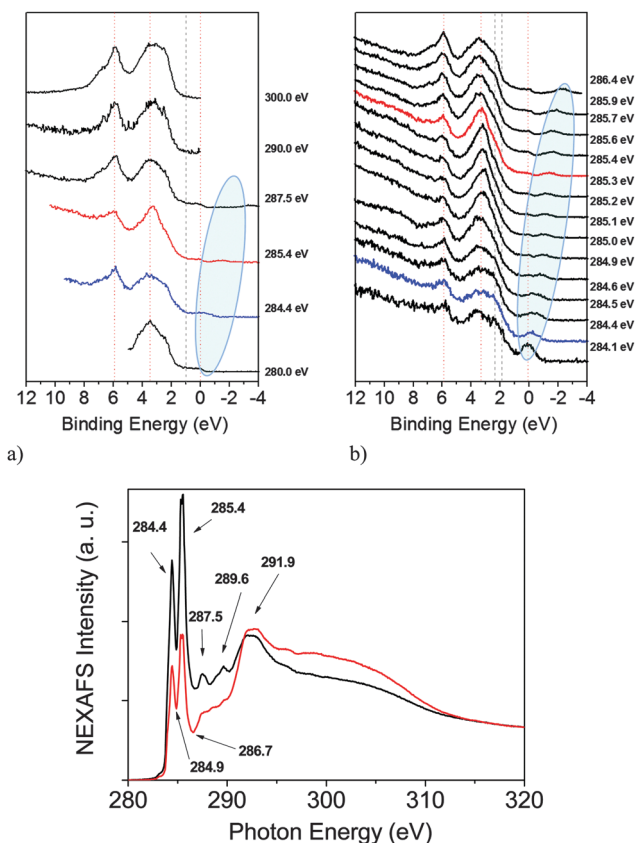 300.0 eV
290.0 eV
287.5 eV
285.4 eV
284.4 eV
280.0 eV
12 10 8 6 4 2 0 -2 -4
Binding Energy (eV)
a)
286.4 eV
285.9 eV
285.7 eV
285.6 eV
285.4 eV
285.3 eV
285.2 eV
285.1 eV
285.0 eV
284.9 eV
284.6 eV
284.5 eV
284.4 eV
284.1 eV
12 10 8 6 4 2 0 -2 -4
Binding Energy (eV)
b)
NEXAFS Intensity (a. u.)
285.4
284.4
291.9
289.6
287.5
286.7
284.9
280 290 300 310 320
Photon Energy (eV)